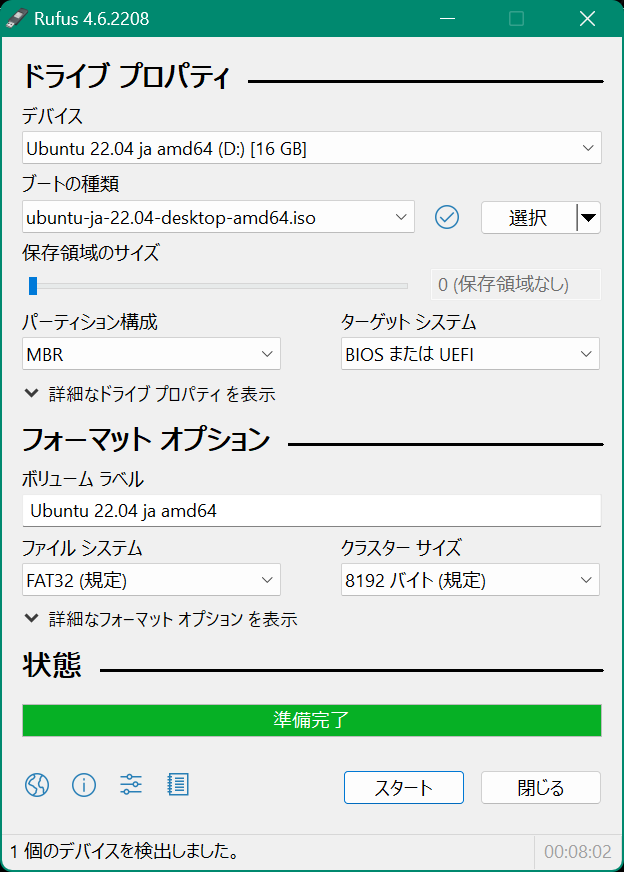 Rufus 4.6.2208
ドライブ プロパティ
デバイス
Ubuntu 22.04 ja amd64 (D:) [16 GB]
ブートの種類
ubuntu-ja-22.04-desktop-amd64.iso
選択
保存領域のサイズ
0 (保存領域なし)
パーティション構成
ターゲット システム
MBR
BIOS または UEFI
詳細なドライブ プロパティ を表示
フォーマット オプション
ボリューム ラベル
Ubuntu 22.04 ja amd64
ファイル システム
クラスター サイズ
FAT32 (規定)
8192 バイト (規定)
詳細なフォーマット オプション を表示
状態
準備完了
スタート
閉じる
1 個のデバイスを検出しました。
00:08:02